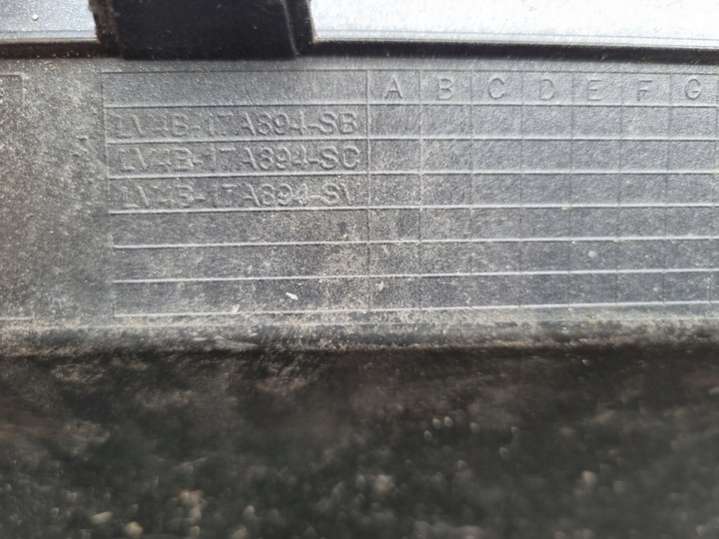 A B C D E F G
LV4B-17A894-SB
LV4B-17A894-SC
LV4B-17A894-SV